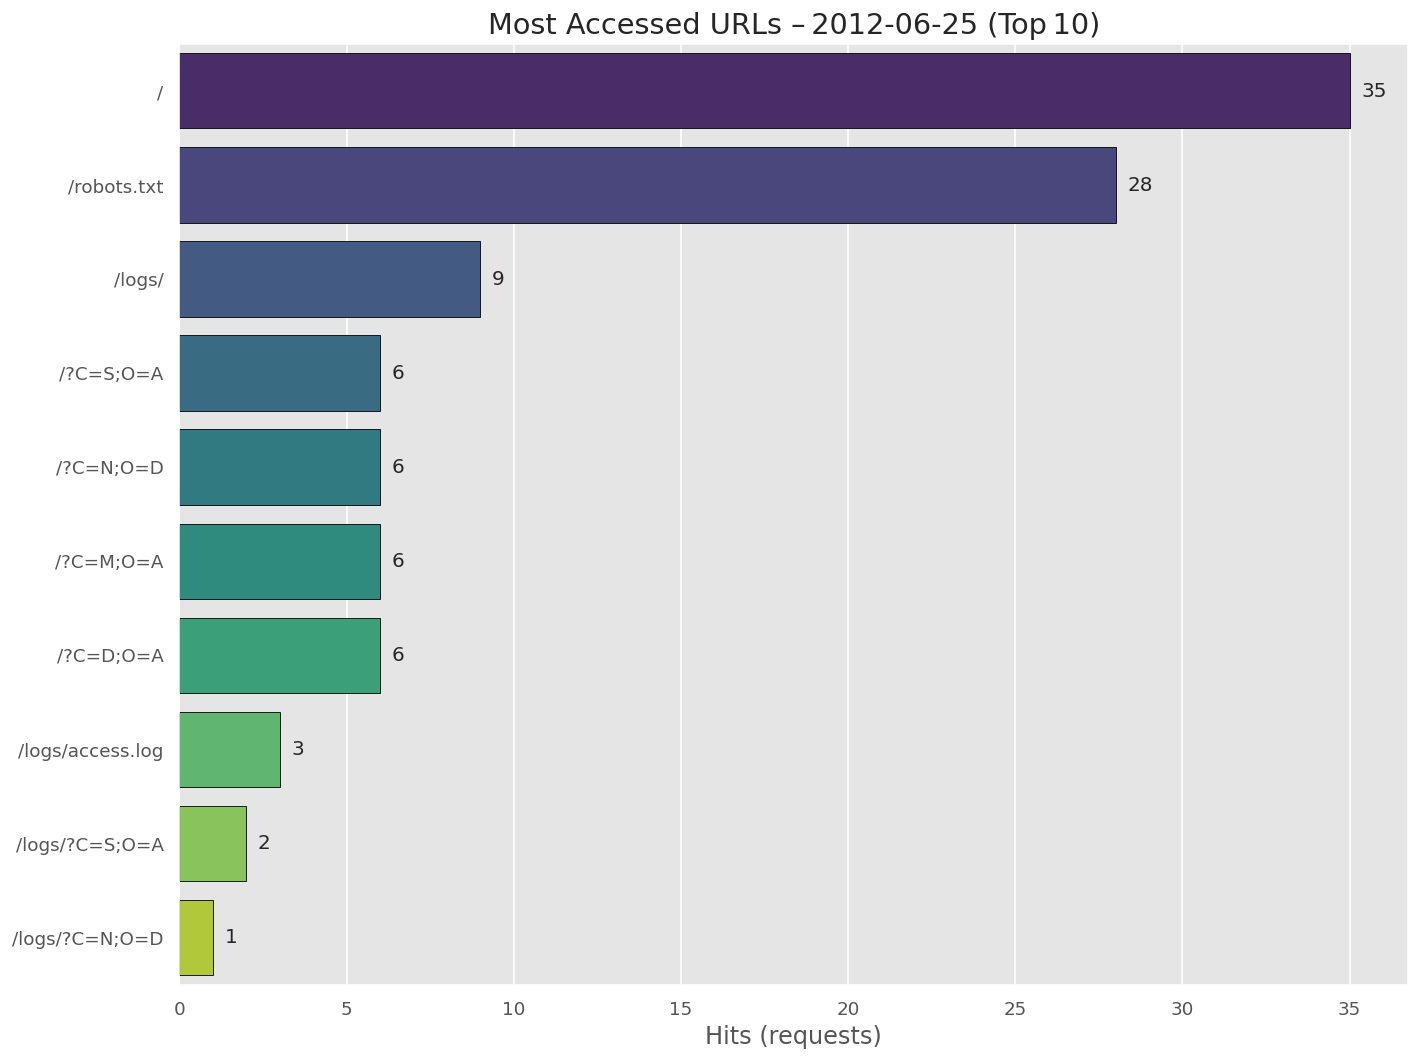 Most Accessed URLs – 2012-06-25 (Top 10)
/ 35
/robots.txt 28
/logs/ 9
/?C=S;O=A 6
/?C=N;O=D 6
/?C=M;O=A 6
/?C=D;O=A 6
/logs/access.log 3
/logs/?C=S;O=A 2
/logs/?C=N;O=D 1
0 5 10 15 20 25 30 35
Hits (requests)